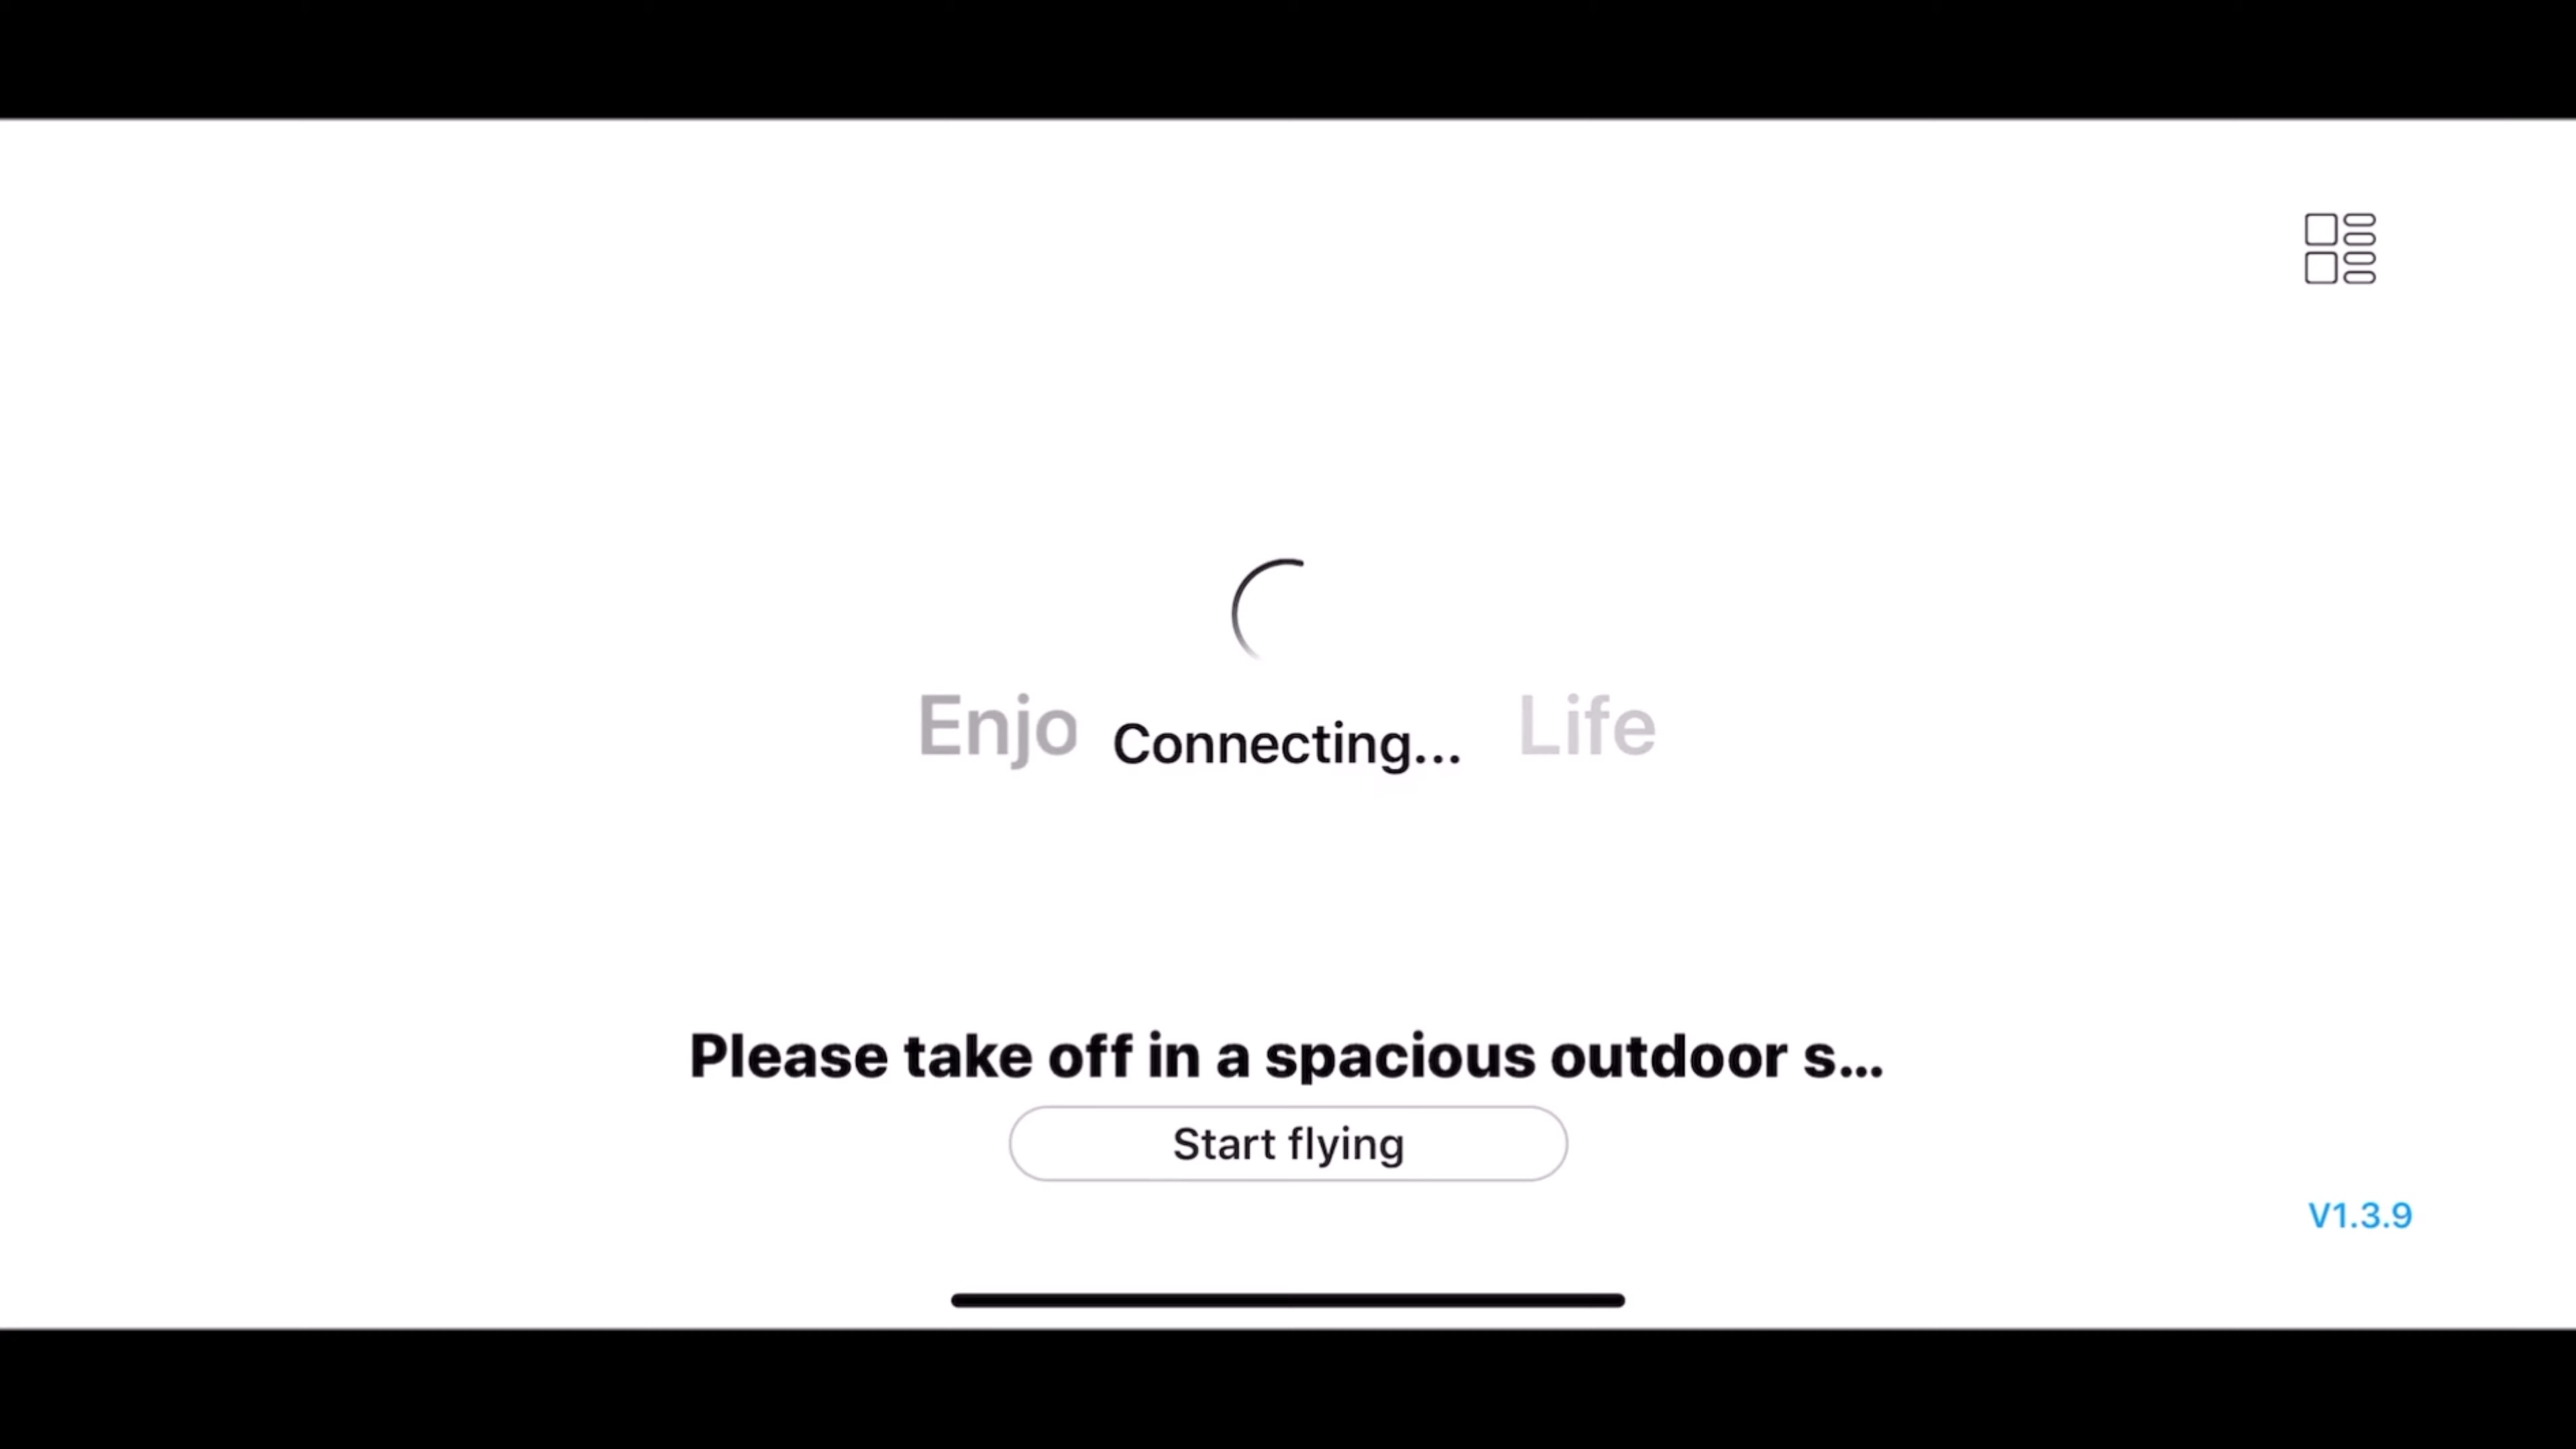 Enjo Life
Connecting...
Please take off in a spacious outdoor s...
Start flying
V1.3.9